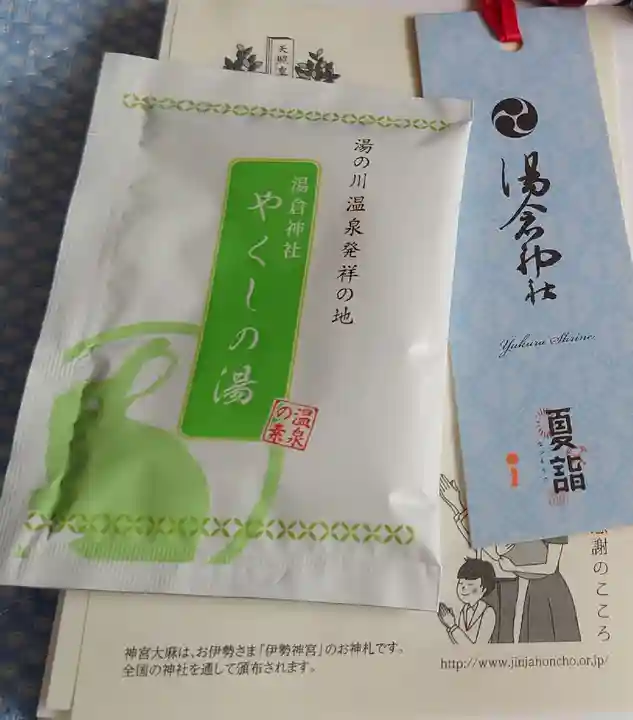 天照皇
湯の川温泉発祥の地
湯倉神社
やくしの湯
温泉
の素
湯倉神社
Yukura Shrine
夏詣
感謝のこころ
神宮大麻は、お伊勢さま「伊勢神宮」のお神札です。
全国の神社を通して頒布されます。
http://www.jinjahoncho.or.jp/